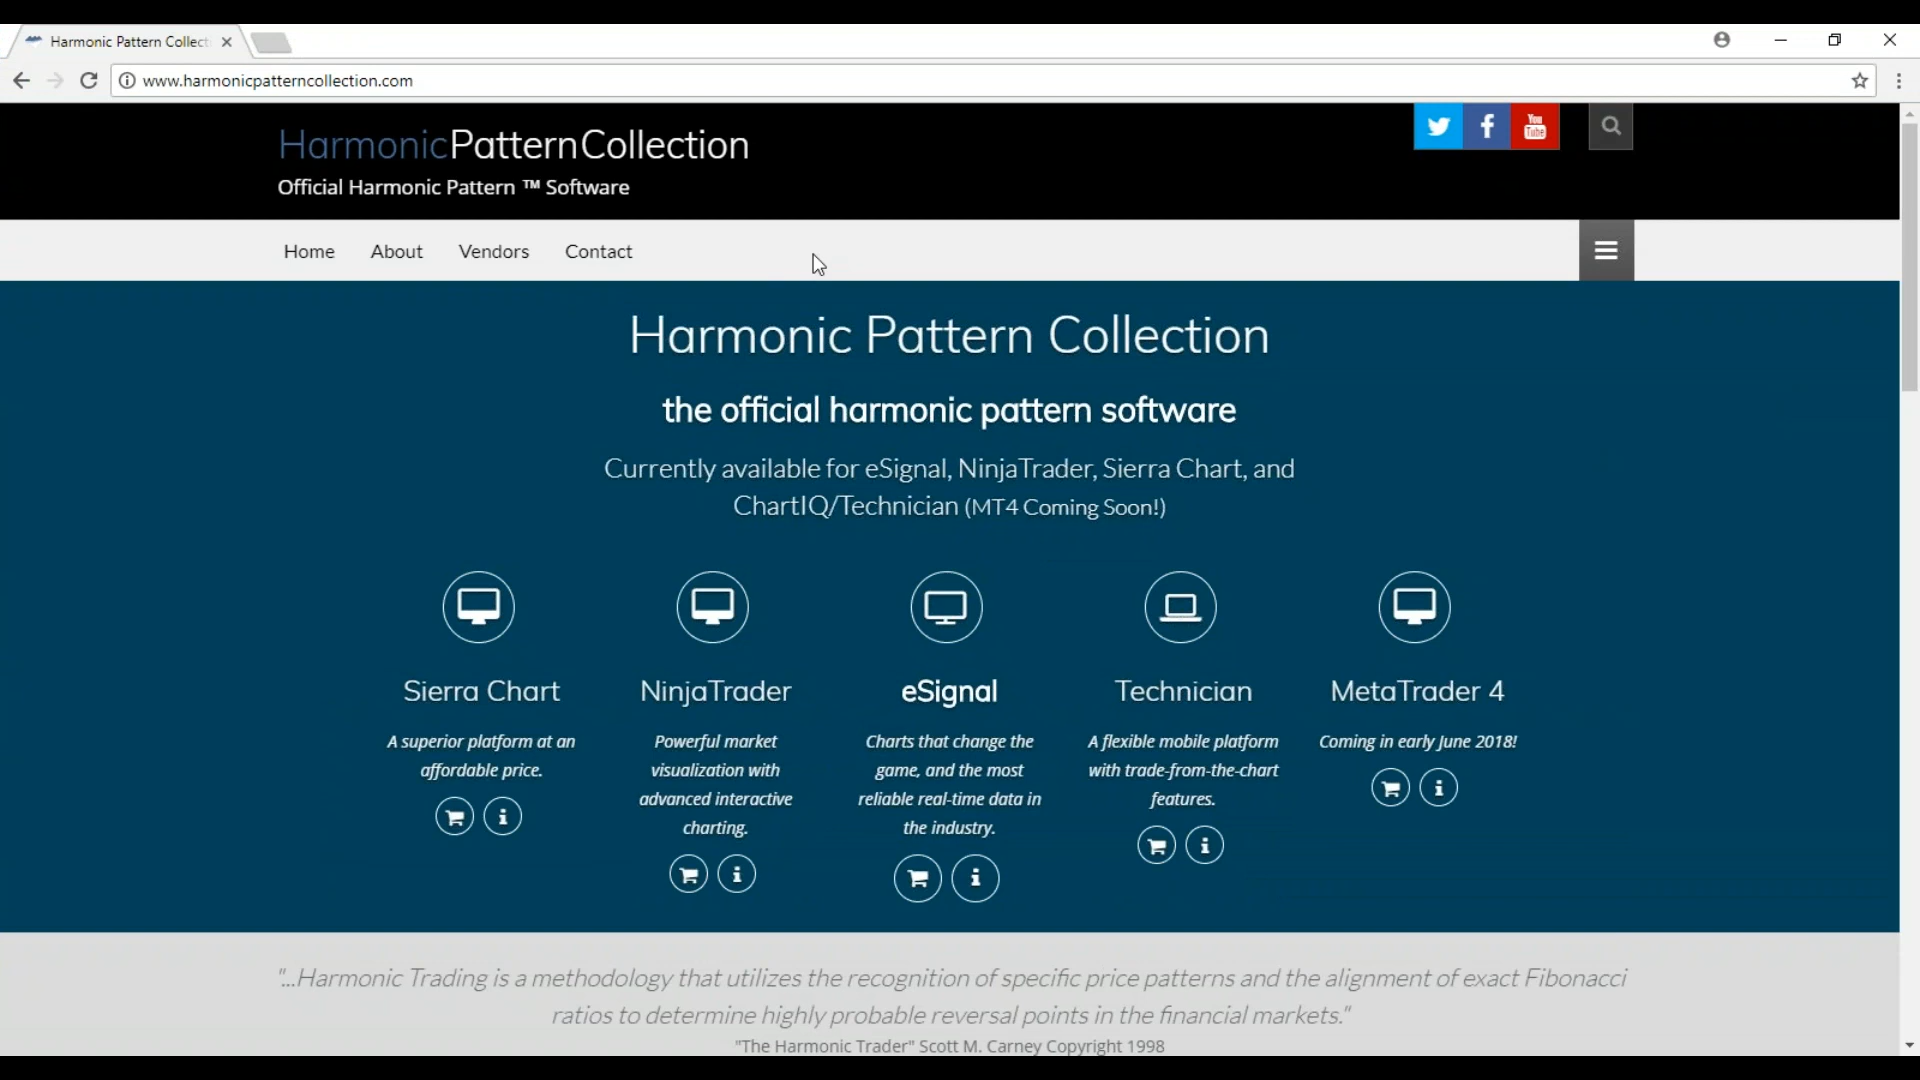 Harmonic Pattern Collect
www.harmonicpatterncollection.com
HarmonicPatternCollection
Official Harmonic Pattern ™ Software
You
Tube
Home About Vendors Contact
Harmonic Pattern Collection
the official harmonic pattern software
Currently available for eSignal, NinjaTrader, Sierra Chart, and
ChartIQ/Technician (MT4 Coming Soon!)
Sierra Chart
A superior platform at an
affordable price.
NinjaTrader
Powerful market
visualization with
advanced interactive
charting.
eSignal
Charts that change the
game, and the most
reliable real-time data in
the industry.
Technician
A flexible mobile platform
with trade-from-the-chart
features.
MetaTrader 4
Coming in early June 2018!
"...Harmonic Trading is a methodology that utilizes the recognition of specific price patterns and the alignment of exact Fibonacci
ratios to determine highly probable reversal points in the financial markets."
"The Harmonic Trader" Scott M. Carney Copyright 1998